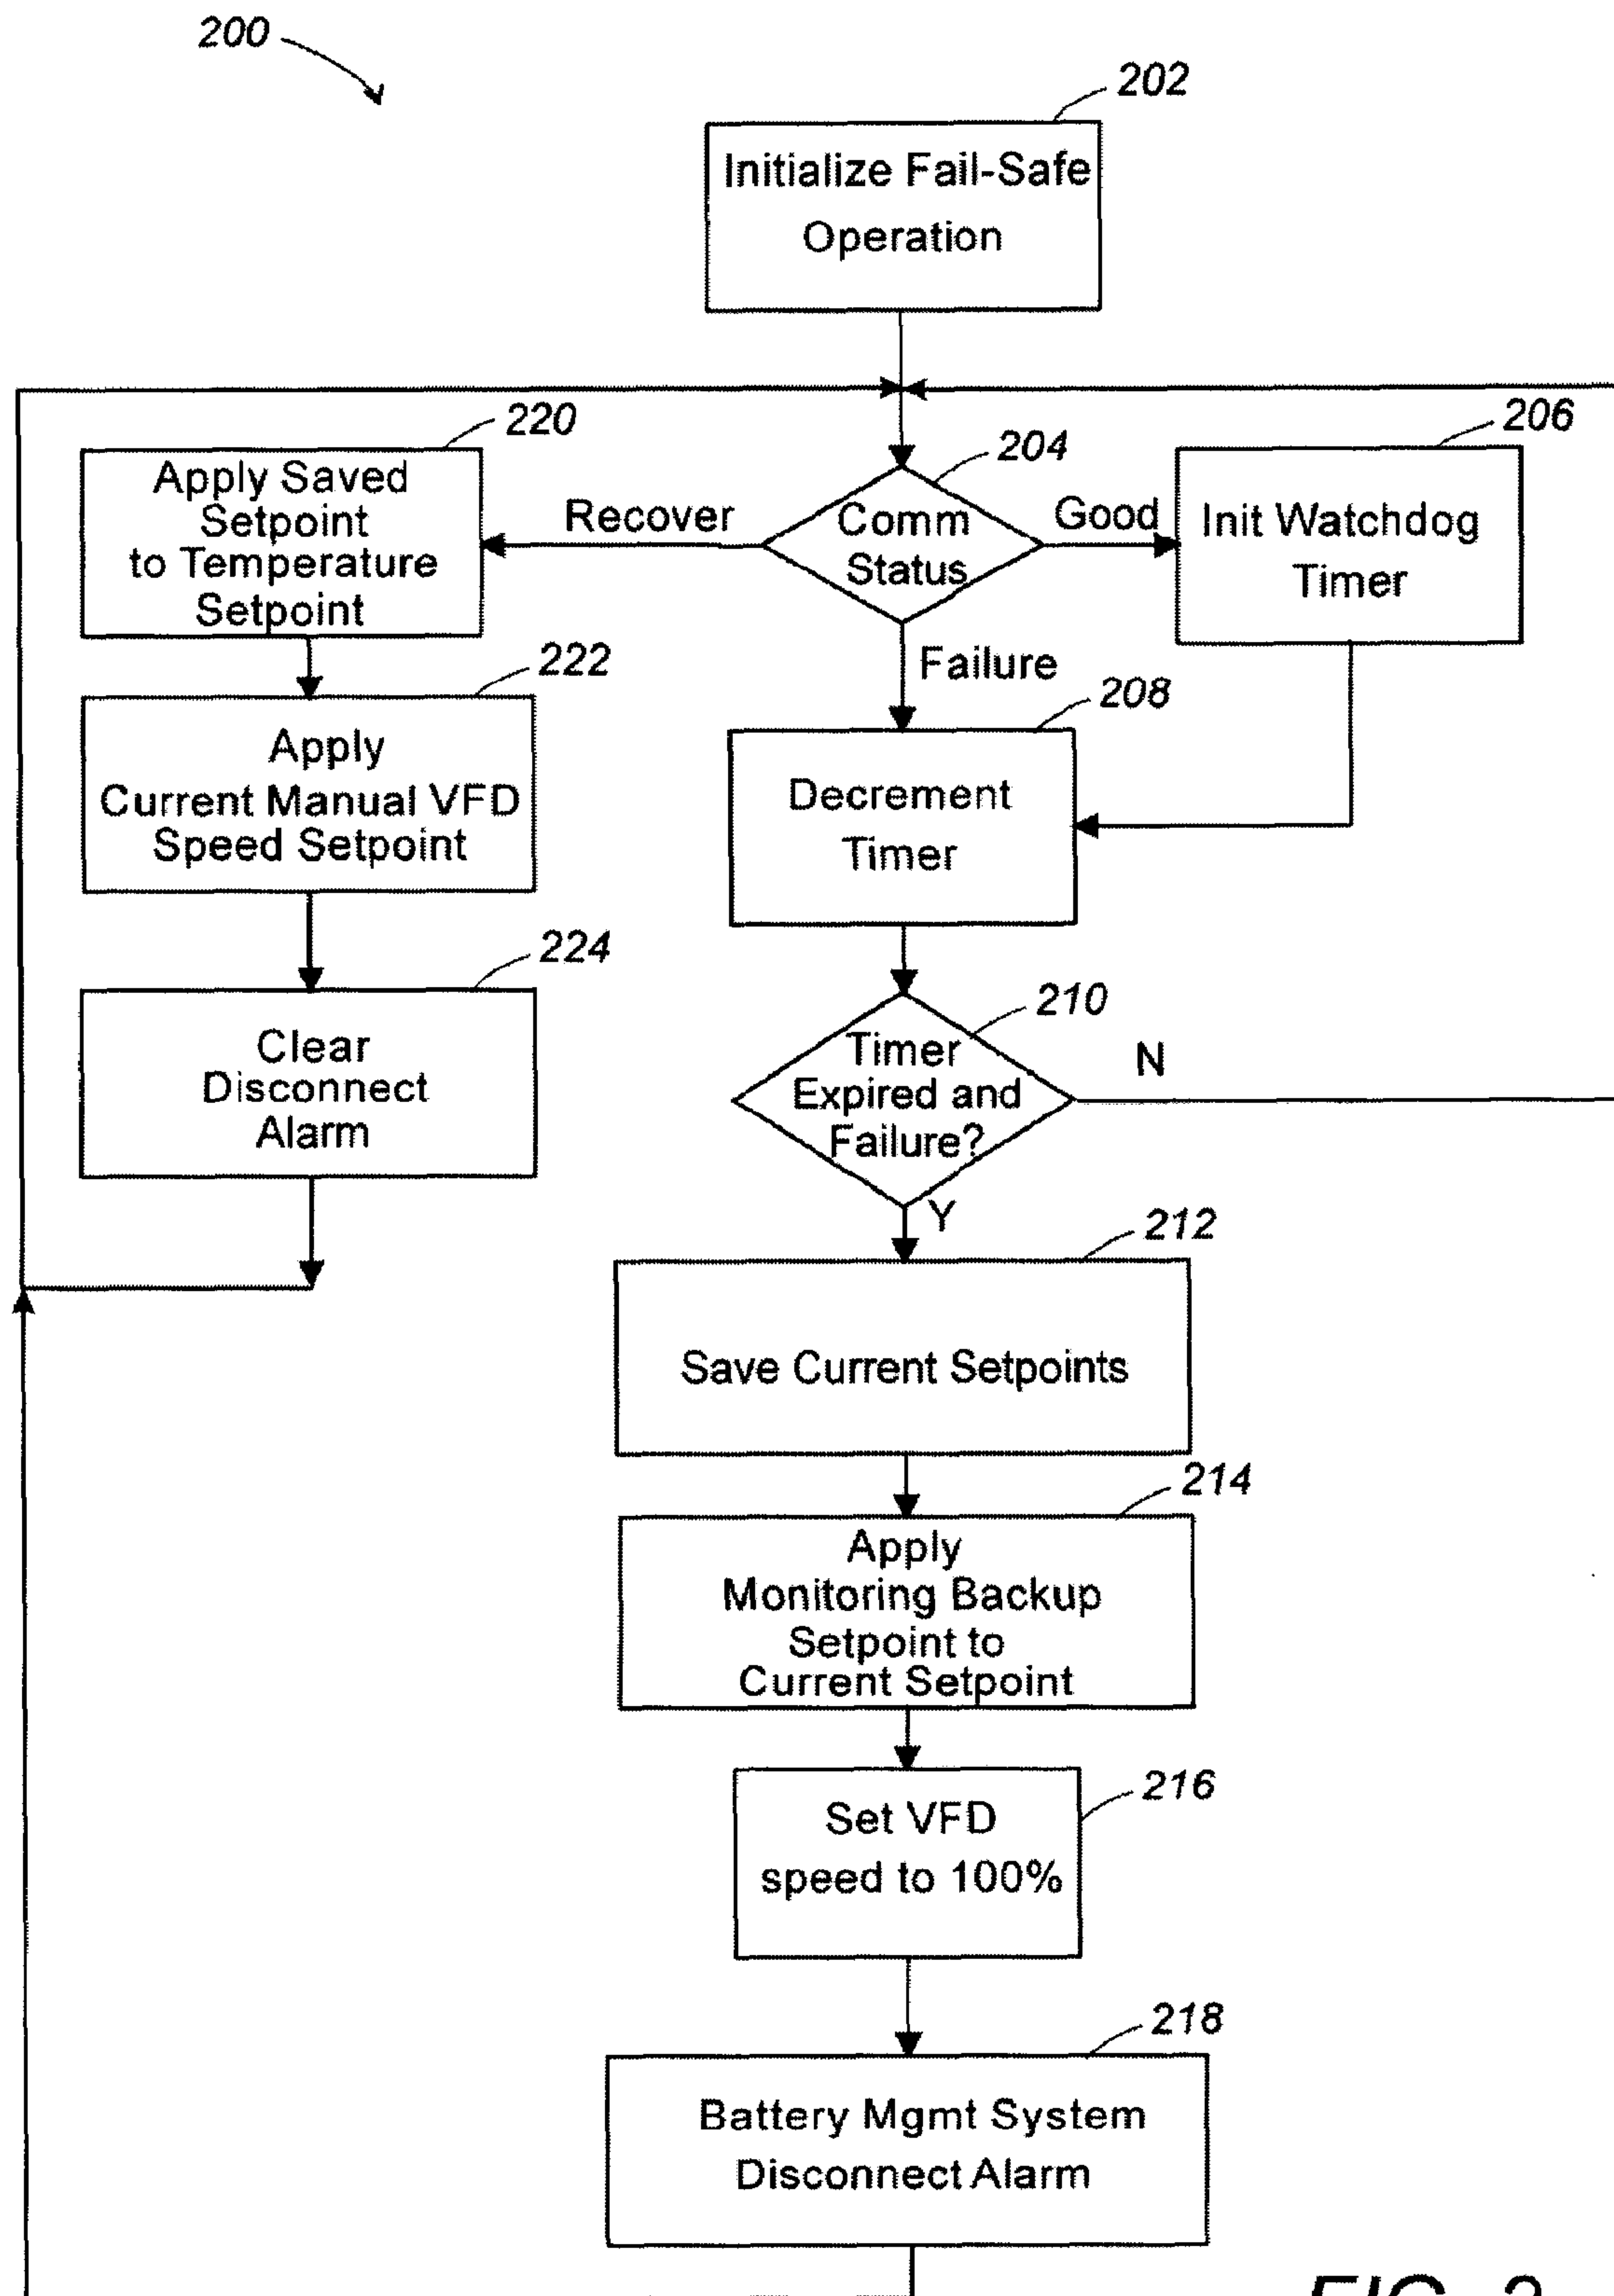 200
202
Initialize Fail-Safe
Operation
220
Apply Saved
Setpoint
to Temperature
Setpoint
Recover
204
Comm
Status
Good
206
Init Watchdog
Timer
Failure
222
Apply
Current Manual VFD
Speed Setpoint
208
Decrement
Timer
224
Clear
Disconnect
Alarm
210
Timer
Expired and
Failure?
N
Y
212
Save Current Setpoints
214
Apply
Monitoring Backup
Setpoint to
Current Setpoint
216
Set VFD
speed to 100%
218
Battery Mgmt System
Disconnect Alarm